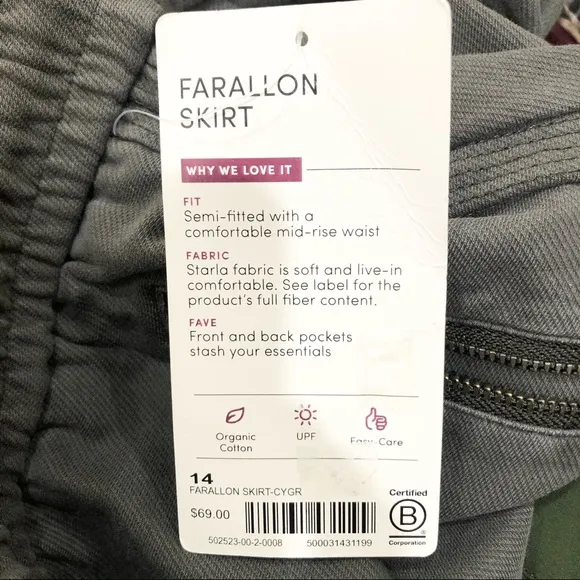 FARALLON
SKIRT
WHY WE LOVE IT
FIT
Semi-fitted with a
comfortable mid-rise waist
FABRIC
Starla fabric is soft and live-in
comfortable. See label for the
product's full fiber content.
FAVE
Front and back pockets
stash your essentials
Organic
Cotton
UPF
Easy-Care
14
FARALLON SKIRT-CYGR
$69.00
502523-00-2-0008
500031431199
Certified
B
Corporation